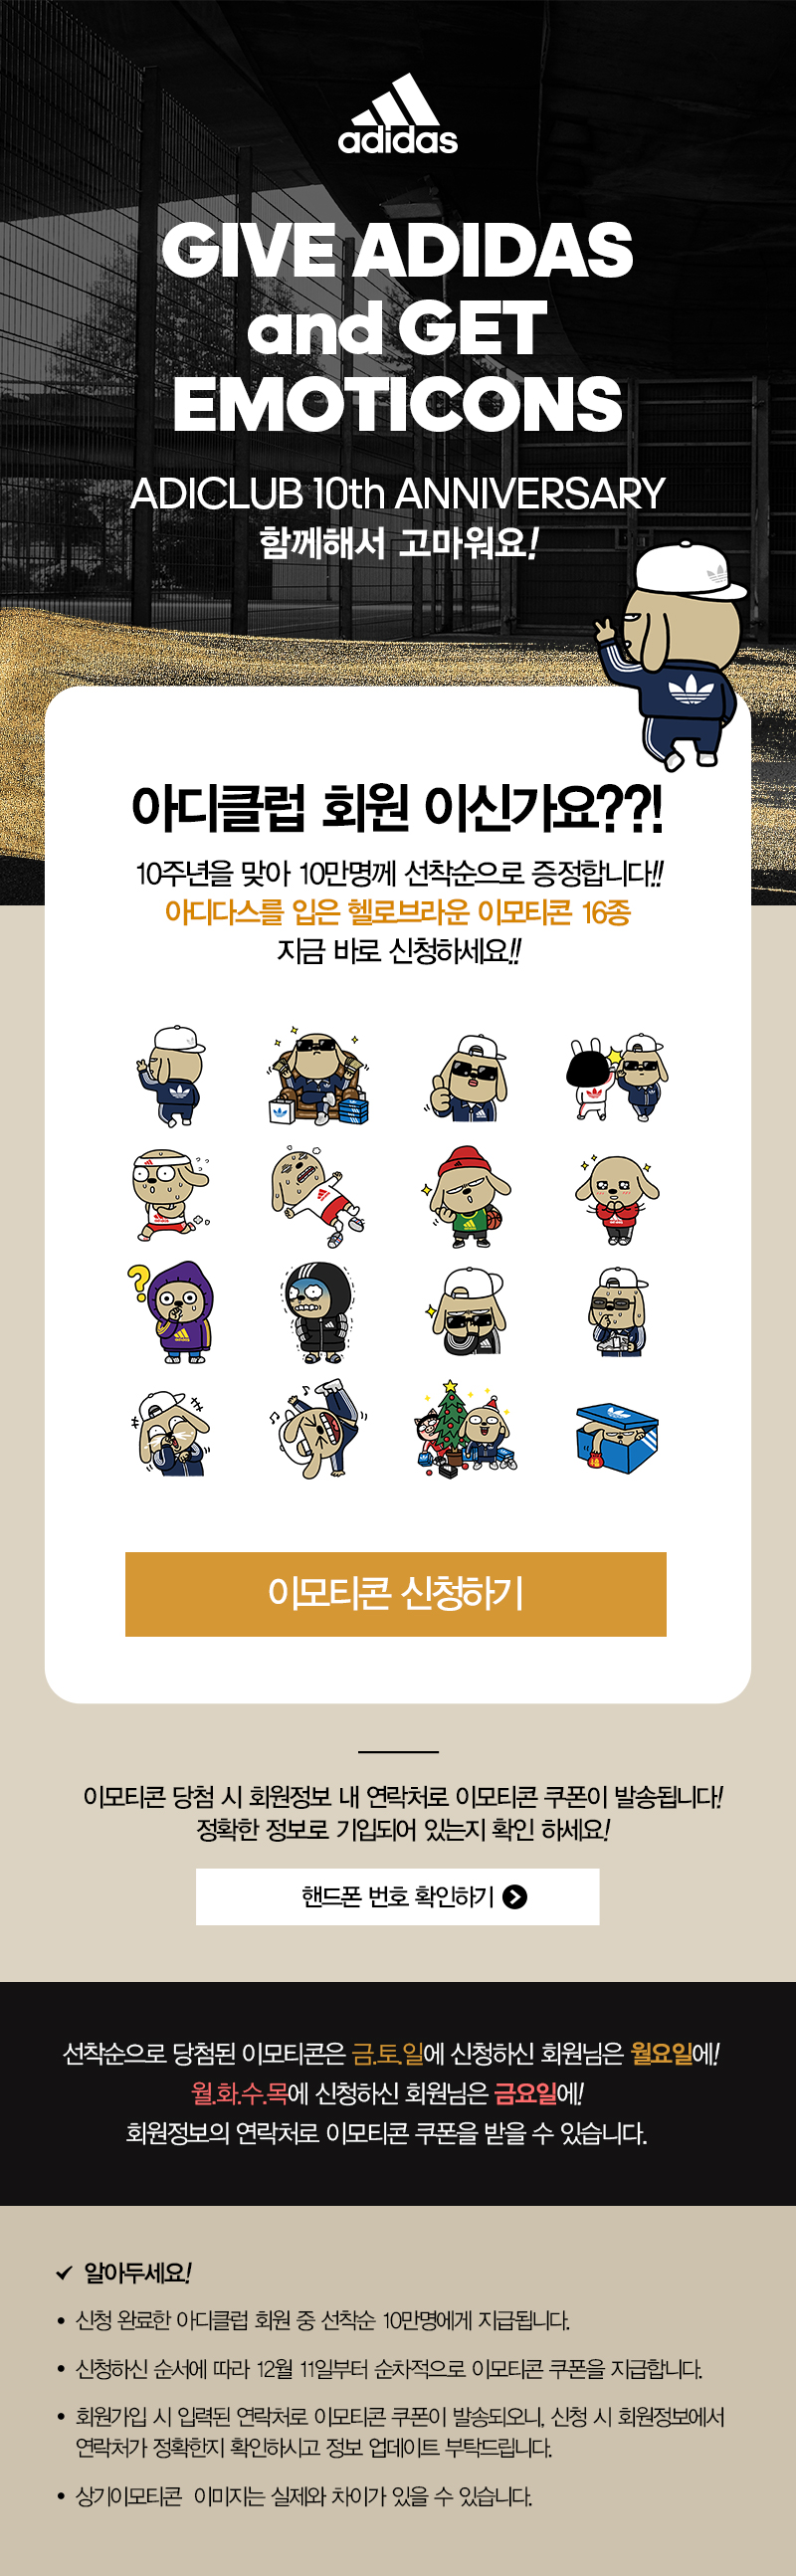 adidas
GIVE ADIDAS
and GET
EMOTICONS
ADICLUB 10th ANNIVERSARY
함께해서 고마워요!
아디클럽 회원 이신가요??!
10주년을 맞아 10만명께 선착순으로 증정합니다!!
아디다스를 입은 헬로브라운 이모티콘 16종
지금 바로 신청하세요!!
이모티콘 신청하기
이모티콘 당첨 시 회원정보 내 연락처로 이모티콘 쿠폰이 발송됩니다!
정확한 정보로 기입되어 있는지 확인 하세요!
핸드폰 번호 확인하기
선착순으로 당첨된 이모티콘은 금.토.일에 신청하신 회원님은 월요일에!
월.화.수.목에 신청하신 회원님은 금요일에!
회원정보의 연락처로 이모티콘 쿠폰을 받을 수 있습니다.
알아두세요!
• 신청 완료한 아디클럽 회원 중 선착순 10만명에게 지급됩니다.
• 신청하신 순서에 따라 12월 11일부터 순차적으로 이모티콘 쿠폰을 지급합니다.
• 회원가입 시 입력된 연락처로 이모티콘 쿠폰이 발송되오니, 신청 시 회원정보에서
연락처가 정확한지 확인하시고 정보 업데이트 부탁드립니다.
• 상기이모티콘 이미지는 실제와 차이가 있을 수 있습니다.